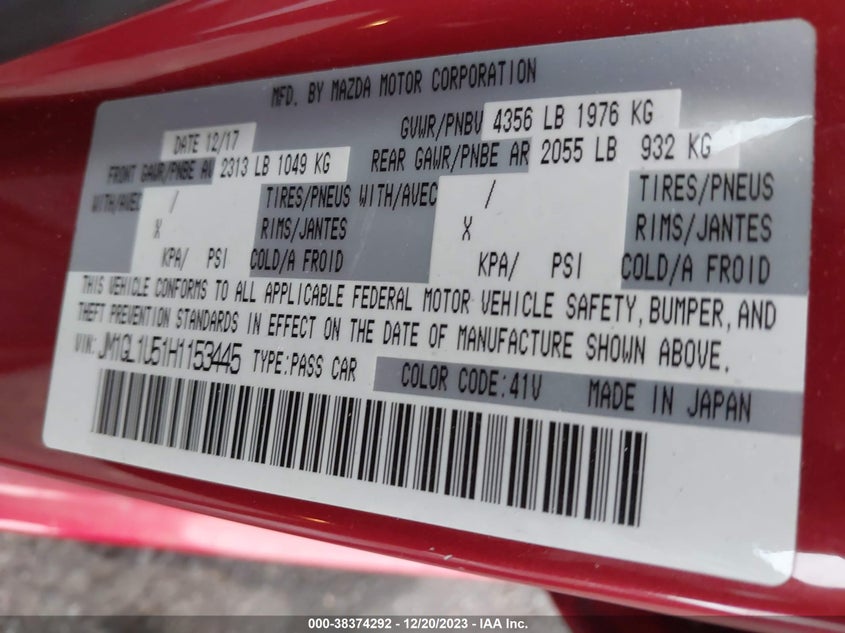 MFD. BY MAZDA MOTOR CORPORATION
DATE 12/17 GVWR/PNBV 4356 LB 1976 KG
FRONT GAWR/PNBE AV 2313 LB 1049 KG REAR GAWR/PNBE AR 2055 LB 932 KG
WITH/AVEC / TIRES/PNEUS WITH/AVEC / TIRES/PNEUS
X RIMS/JANTES X RIMS/JANTES
KPA/ PSI COLD/A FROID KPA/ PSI COLD/A FROID
THIS VEHICLE CONFORMS TO ALL APPLICABLE FEDERAL MOTOR VEHICLE SAFETY, BUMPER, AND
THEFT PREVENTION STANDARDS IN EFFECT ON THE DATE OF MANUFACTURE SHOWN ABOVE.
VIN: JM1GL1U51H1153445 TYPE:PASS CAR COLOR CODE:41V MADE IN JAPAN
000-38374292 - 12/20/2023 - IAA Inc.